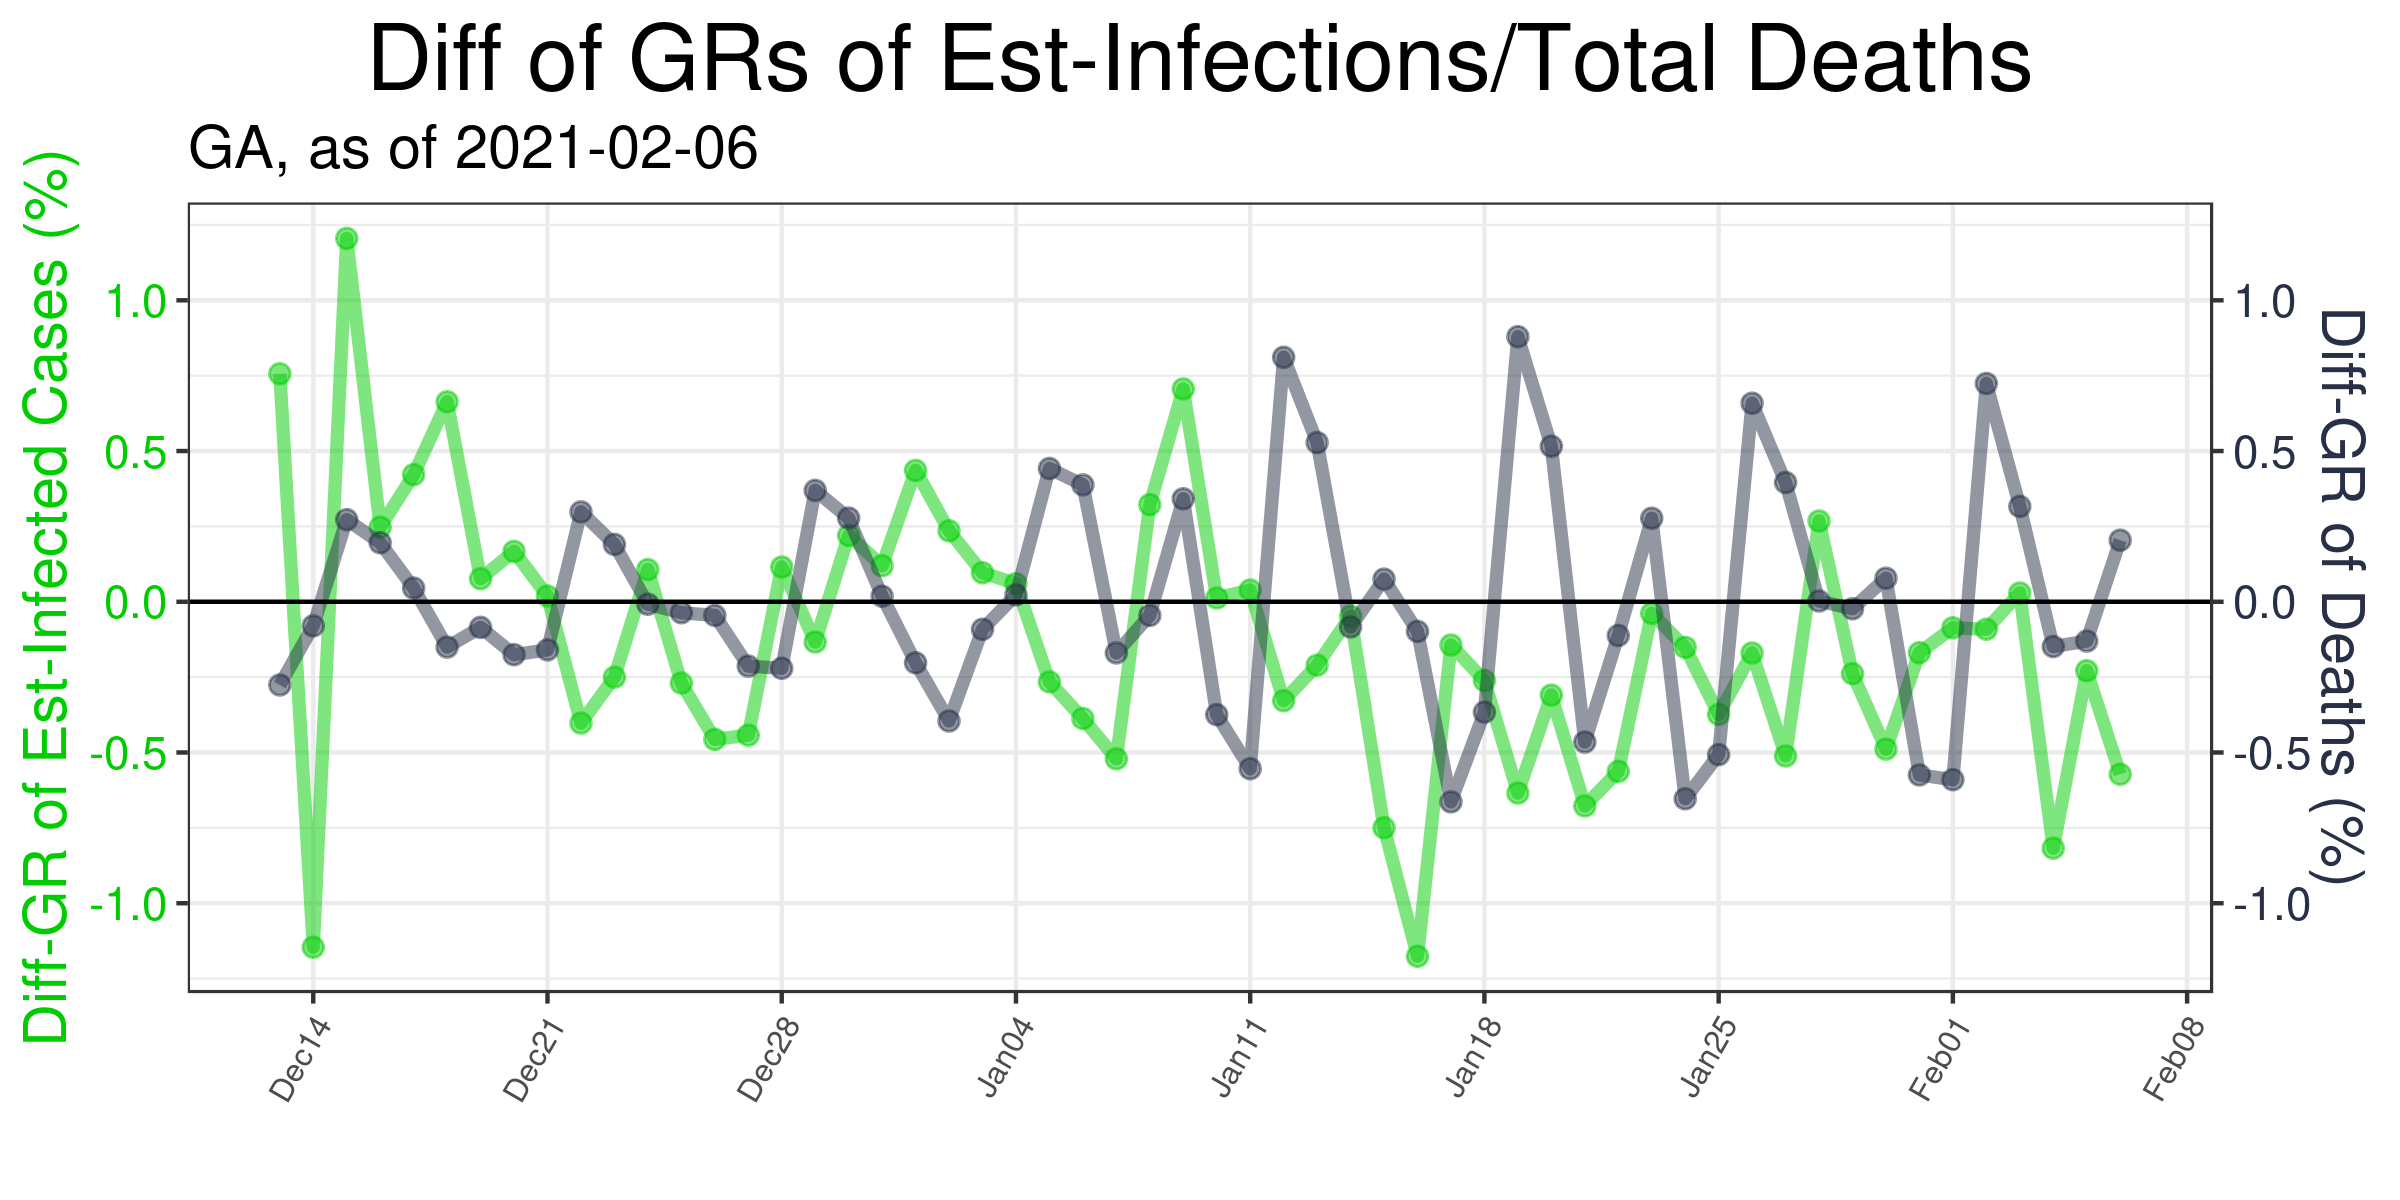 Diff of GRs of Est-Infections/Total Deaths
GA, as of 2021-02-06
Diff-GR of Est-Infected Cases (%)
1.0
0.5
0.0
-0.5
-1.0
1.0
0.5
0.0
-0.5
-1.0
Diff-GR of Deaths (%)
Dec14
Dec21
Dec28
Jan04
Jan11
Jan18
Jan25
Feb01
Feb08